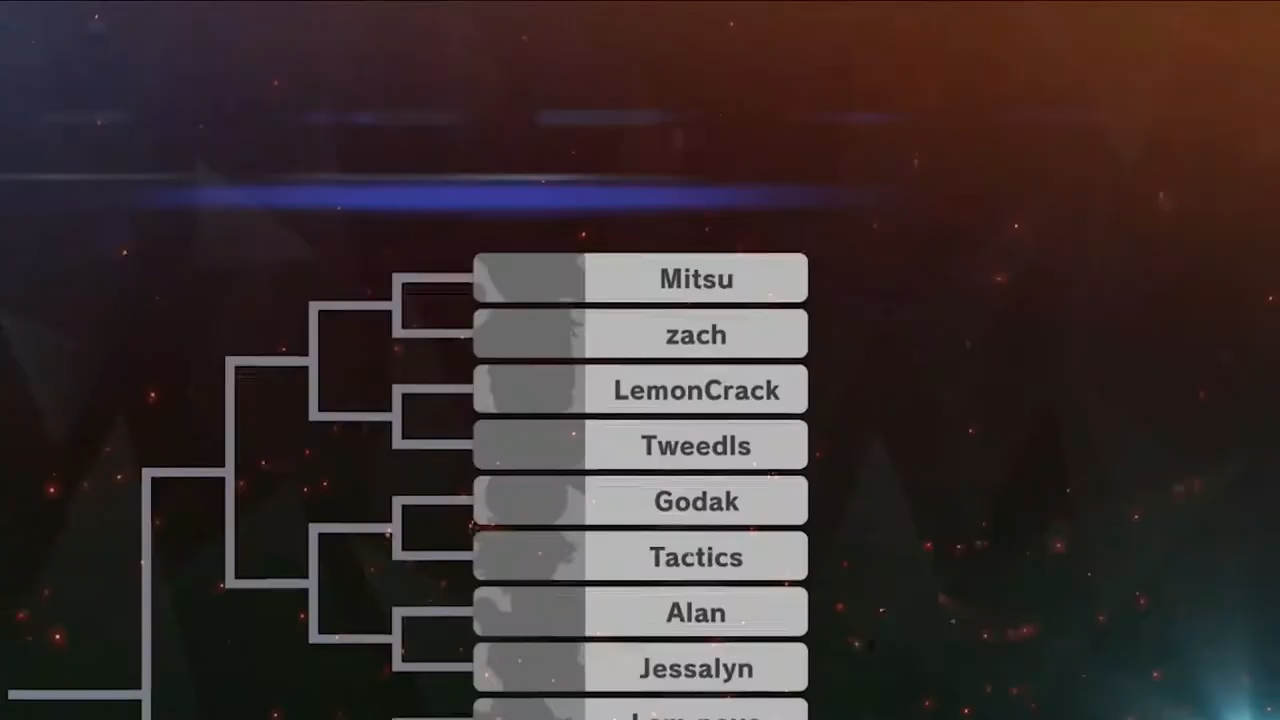 Mitsu
zach
LemonCrack
Tweedls
Godak
Tactics
Alan
Jessalyn